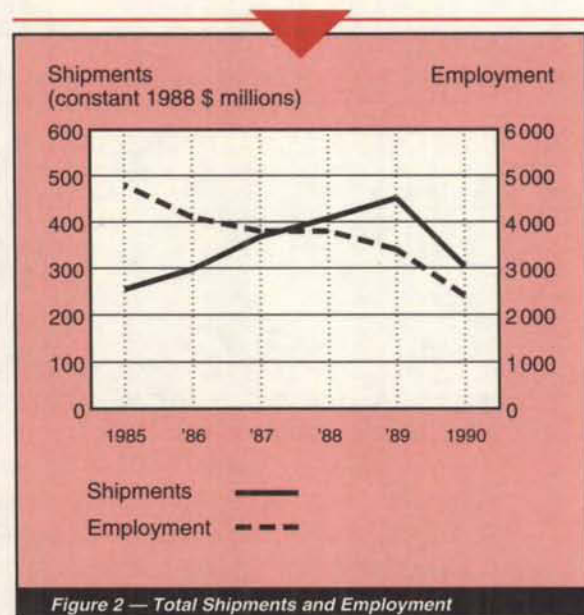 Shipments
(constant 1988 $ millions)
Employment
600
500
400
300
200
100
0
6 000
5 000
4 000
3 000
2 000
1 000
0
1985 '86 '87 '88 '89 1990
Shipments
Employment
Figure 2 — Total Shipments and Employment